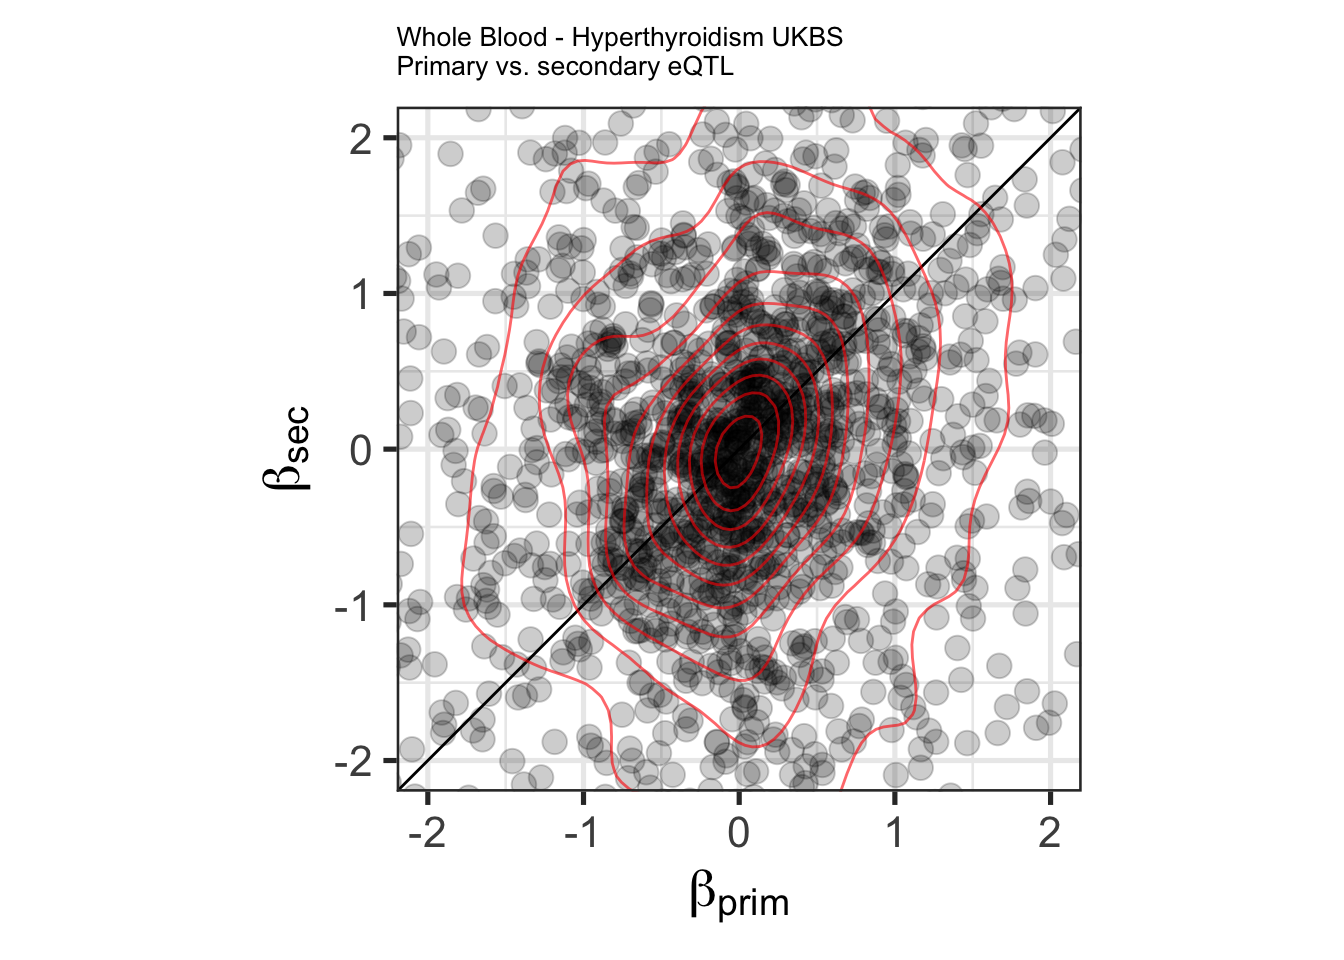 Whole Blood - Hyperthyroidism UKBS
Primary vs. secondary eQTL
2
1
0
-1
-2
βsec
-2
-1
0
1
2
βprim